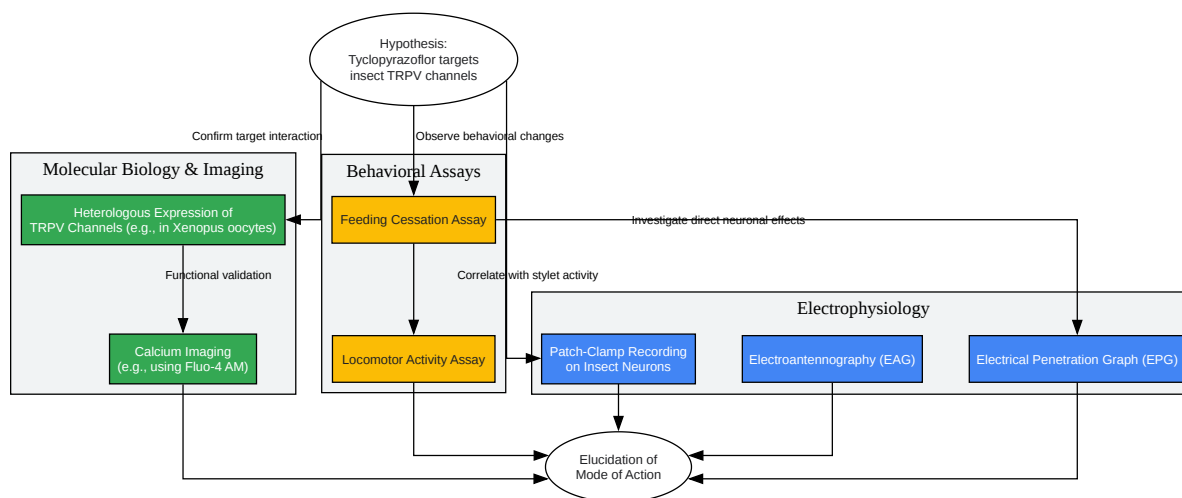 Hypothesis:
Tyclopyrazoflor targets
insect TRPV channels
Confirm target interaction
Observe behavioral changes
Molecular Biology & Imaging
Behavioral Assays
Heterologous Expression of
TRPV Channels (e.g., in Xenopus oocytes)
Feeding Cessation Assay
Investigate direct neuronal effects
Functional validation
Correlate with stylet activity
Electrophysiology
Calcium Imaging
(e.g., using Fluo-4 AM)
Locomotor Activity Assay
Patch-Clamp Recording
on Insect Neurons
Electroantennography (EAG)
Electrical Penetration Graph (EPG)
Elucidation of
Mode of Action